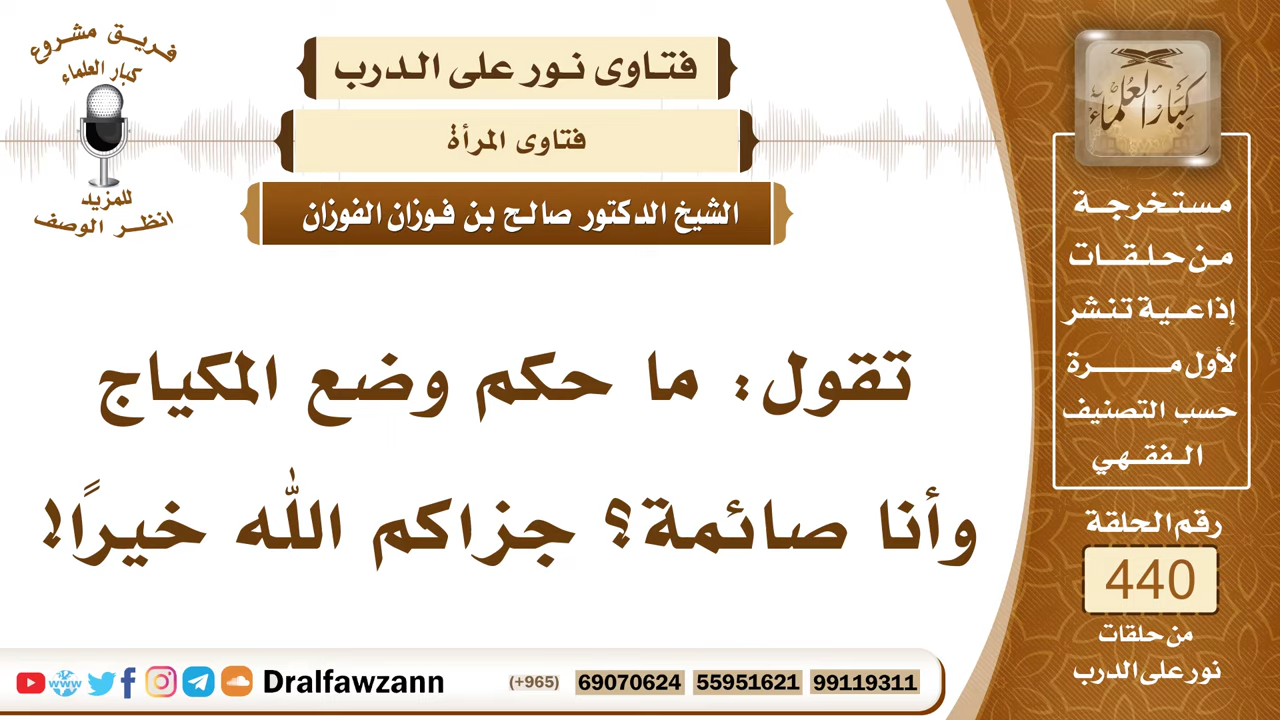 فريق مشروع
كبار العلماء
للمزيد
انظر الوصف
فتاوى نور على الدرب
فتاوى المرأة
الشيخ الدكتور صالح بن فوزان الفوزان
تقول: ما حكم وضع المكياج
وأنا صائمة؟ جزاكم الله خيرًا!
كبار العلماء
مستخرجة
من حلقات
إذاعية تنشر
لأول مرة
حسب التصنيف
الفقهي
رقم الحلقة
440
من حلقات
نور على الدرب
www Dralfawzann (+965) 69070624 55951621 99119311